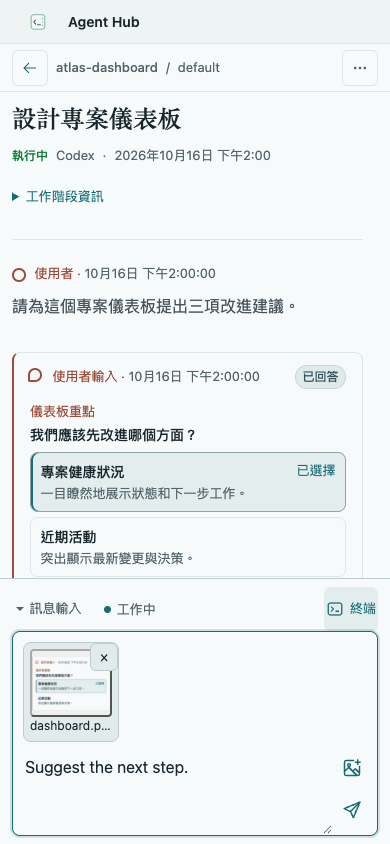 Agent Hub
atlas-dashboard / default
設計專案儀表板
執行中 Codex · 2026年10月16日 下午2:00
工作階段資訊
使用者 · 10月16日 下午2:00:00
請為這個專案儀表板提出三項改進建議。
使用者輸入 · 10月16日 下午2:00:00 已回答
儀表板重點
我們應該先改進哪個方面？
專案健康狀況 已選擇
一目瞭然地展示狀態和下一步工作。
近期活動
突出顯示最新變更與決策。
訊息輸入 工作中 終端
dashboard.p...
Suggest the next step.